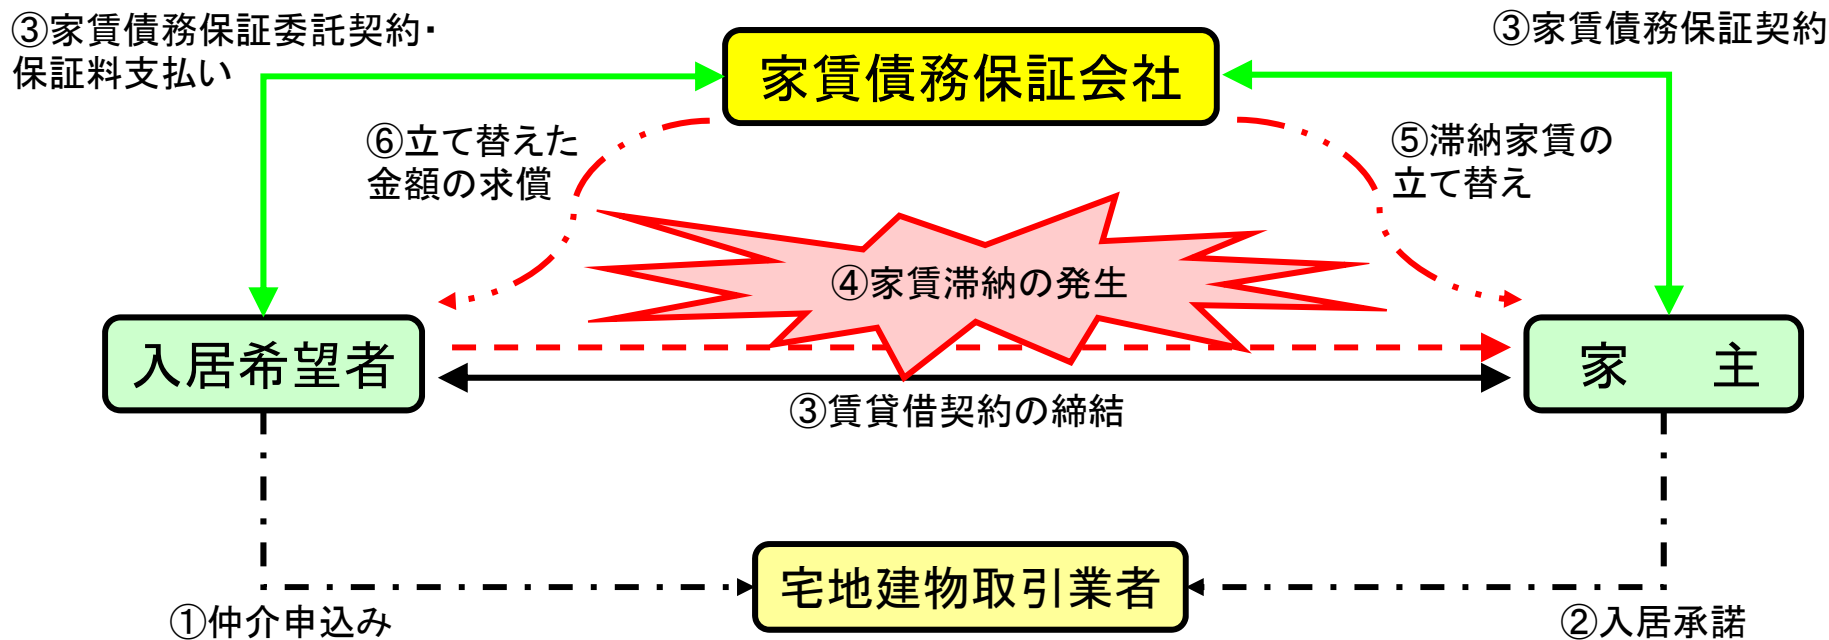 ③家賃債務保証委託契約・
保証料支払い
家賃債務保証会社
③家賃債務保証契約
⑥立て替えた
金額の求償
⑤滞納家賃の
立て替え
④家賃滞納の発生
入居希望者
家　　主
③賃貸借契約の締結
宅地建物取引業者
①仲介申込み
②入居承諾